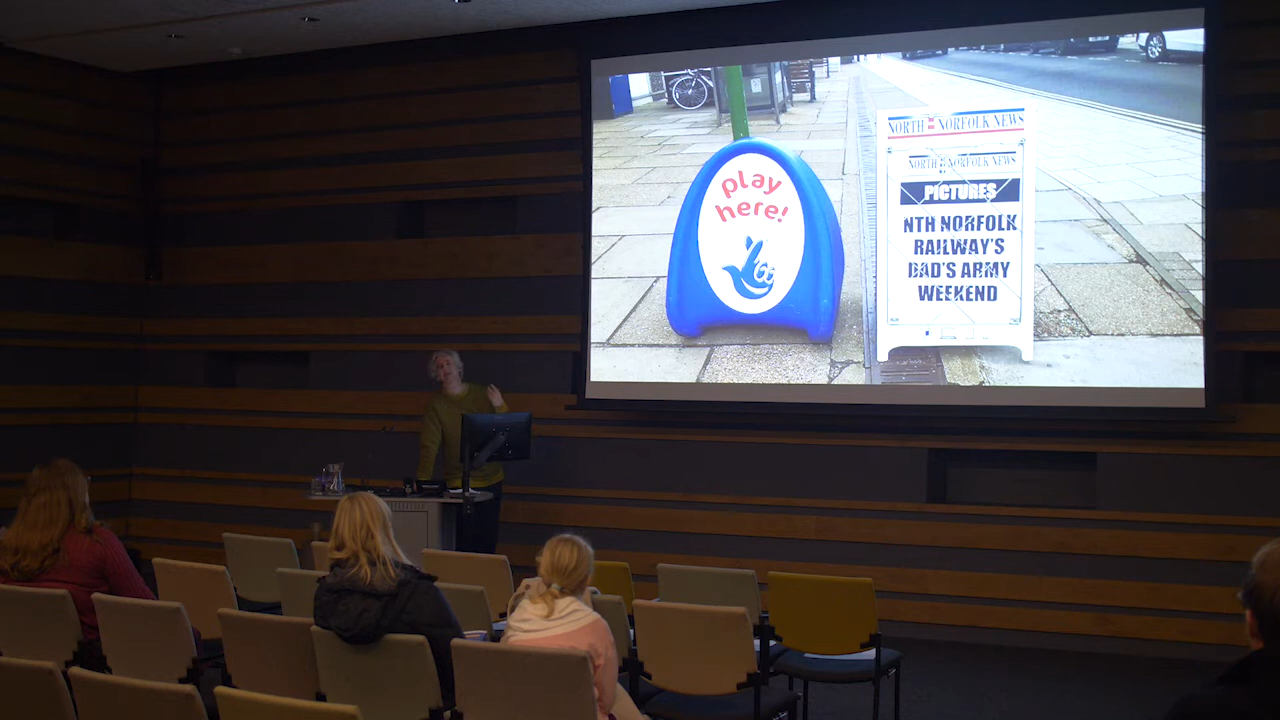 play
here!
NORTH NORFOLK NEWS
NORTH NORFOLK NEWS
PICTURES
NTH NORFOLK
RAILWAY'S
DAD'S ARMY
WEEKEND